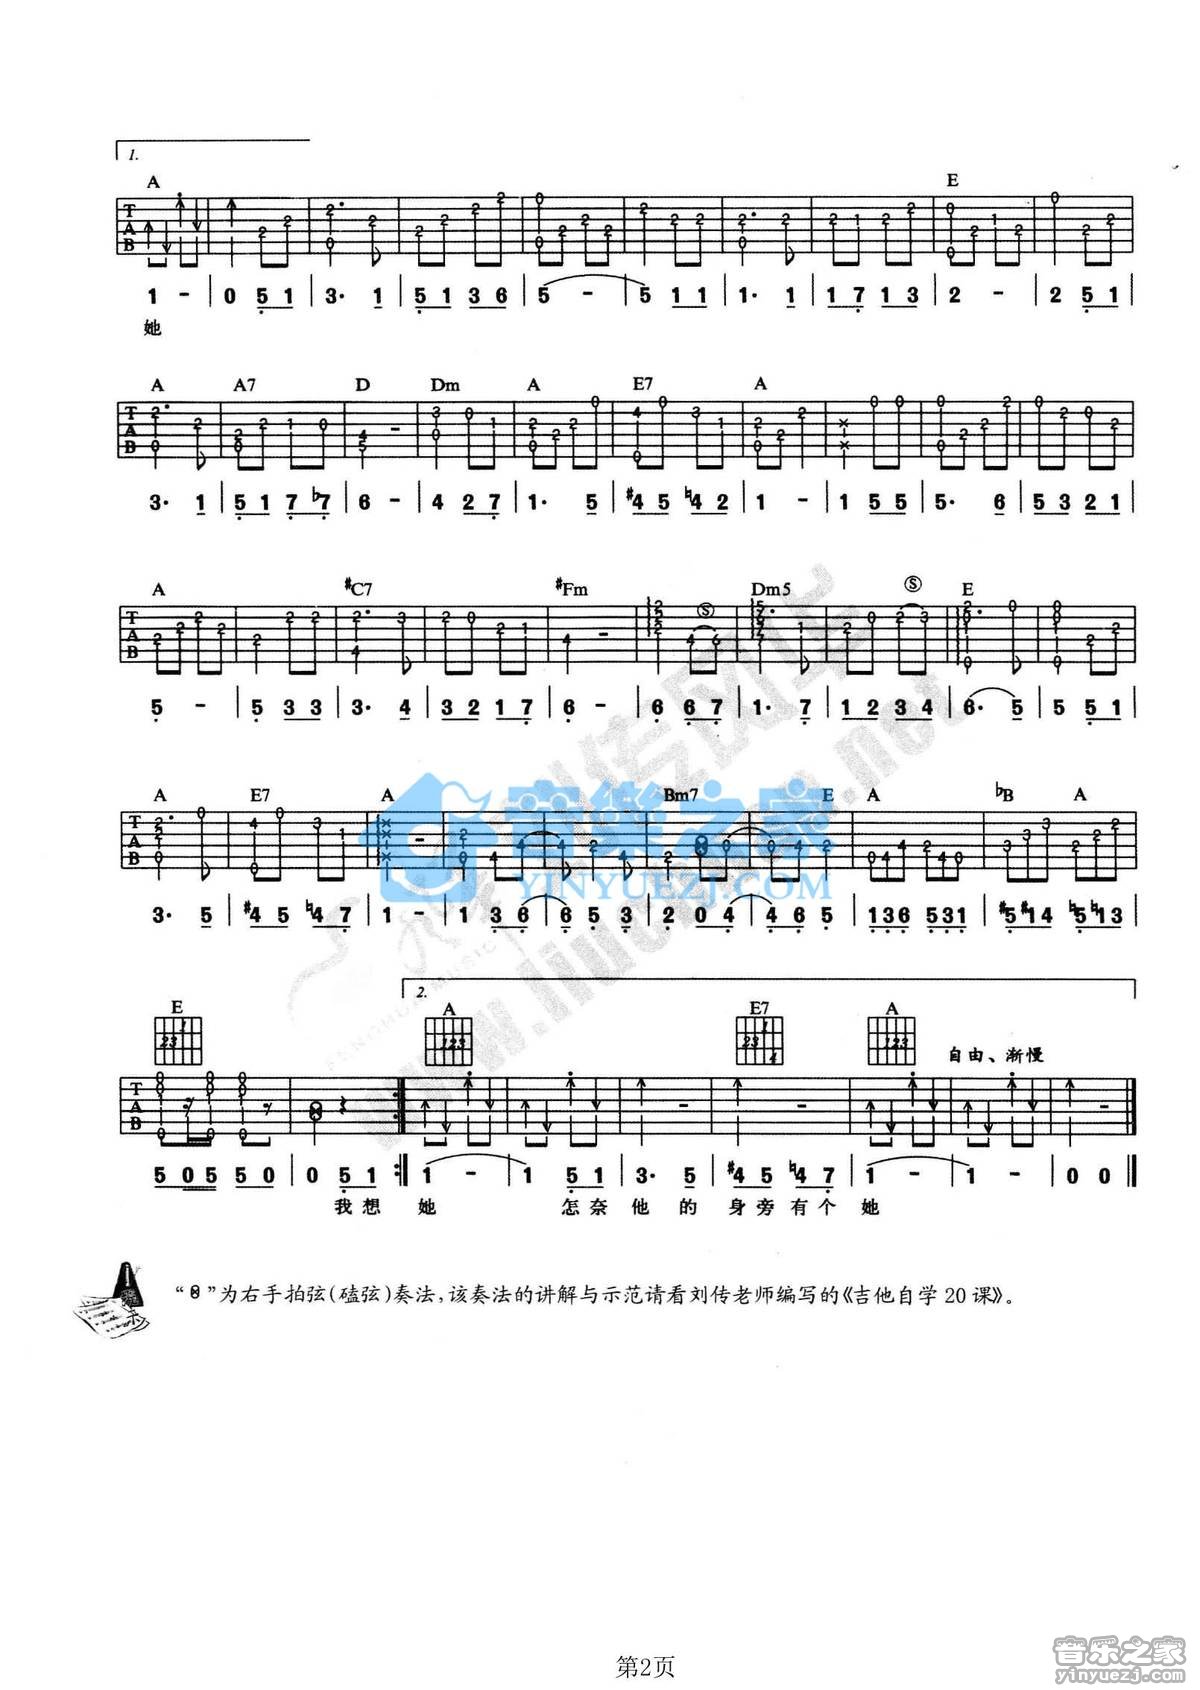 1.
A E
1 - | 0 5 1 | 3· 1 | 5 1 3 6 | 5 - | 5 1 1 | 1· 1 | 1 7 1 3 | 2 - | 2 5 1 |
她
A A7 D Dm A E7 A
3· 1 | 5 1 7 ♭7 | 6 - | 4 2 7 | 1· 5 | #4 5 ♮4 2 | 1 - | 1 5 5 | 5· 6 | 5 3 2 1 |
A #C7 #Fm Ⓢ Dm5 Ⓢ E
5 - | 5 3 3 | 3· 4 | 3 2 1 7 | 6 - | 6 6 7 | 1· 7 | 1 2 3 4 | 6· 5 | 5 5 1 |
A E7 A Bm7 E A ♭B A
3· 5 | #4 5 ♮4 7 | 1 - | 1 3 6 | 6 5 3 | 2 0 4 | 4 6 5 | 136 531 | #5#14 ♮5♮13 |
音樂之家
YINYUEZJ.COM
2.
E A E7 A 自由、渐慢
5 0 5 5 0 | 0 5 1 :| 1 - | 1 5 1 | 3· 5 | #4 5 ♮4 7 | 1 - | 1 - | 0 0 |
我想 她 怎奈 他 的 身旁有个 她
“ ”为右手拍弦(磕弦)奏法,该奏法的讲解与示范请看刘传老师编写的《吉他自学20课》。
第2页
音乐之家
yinyuezj.com